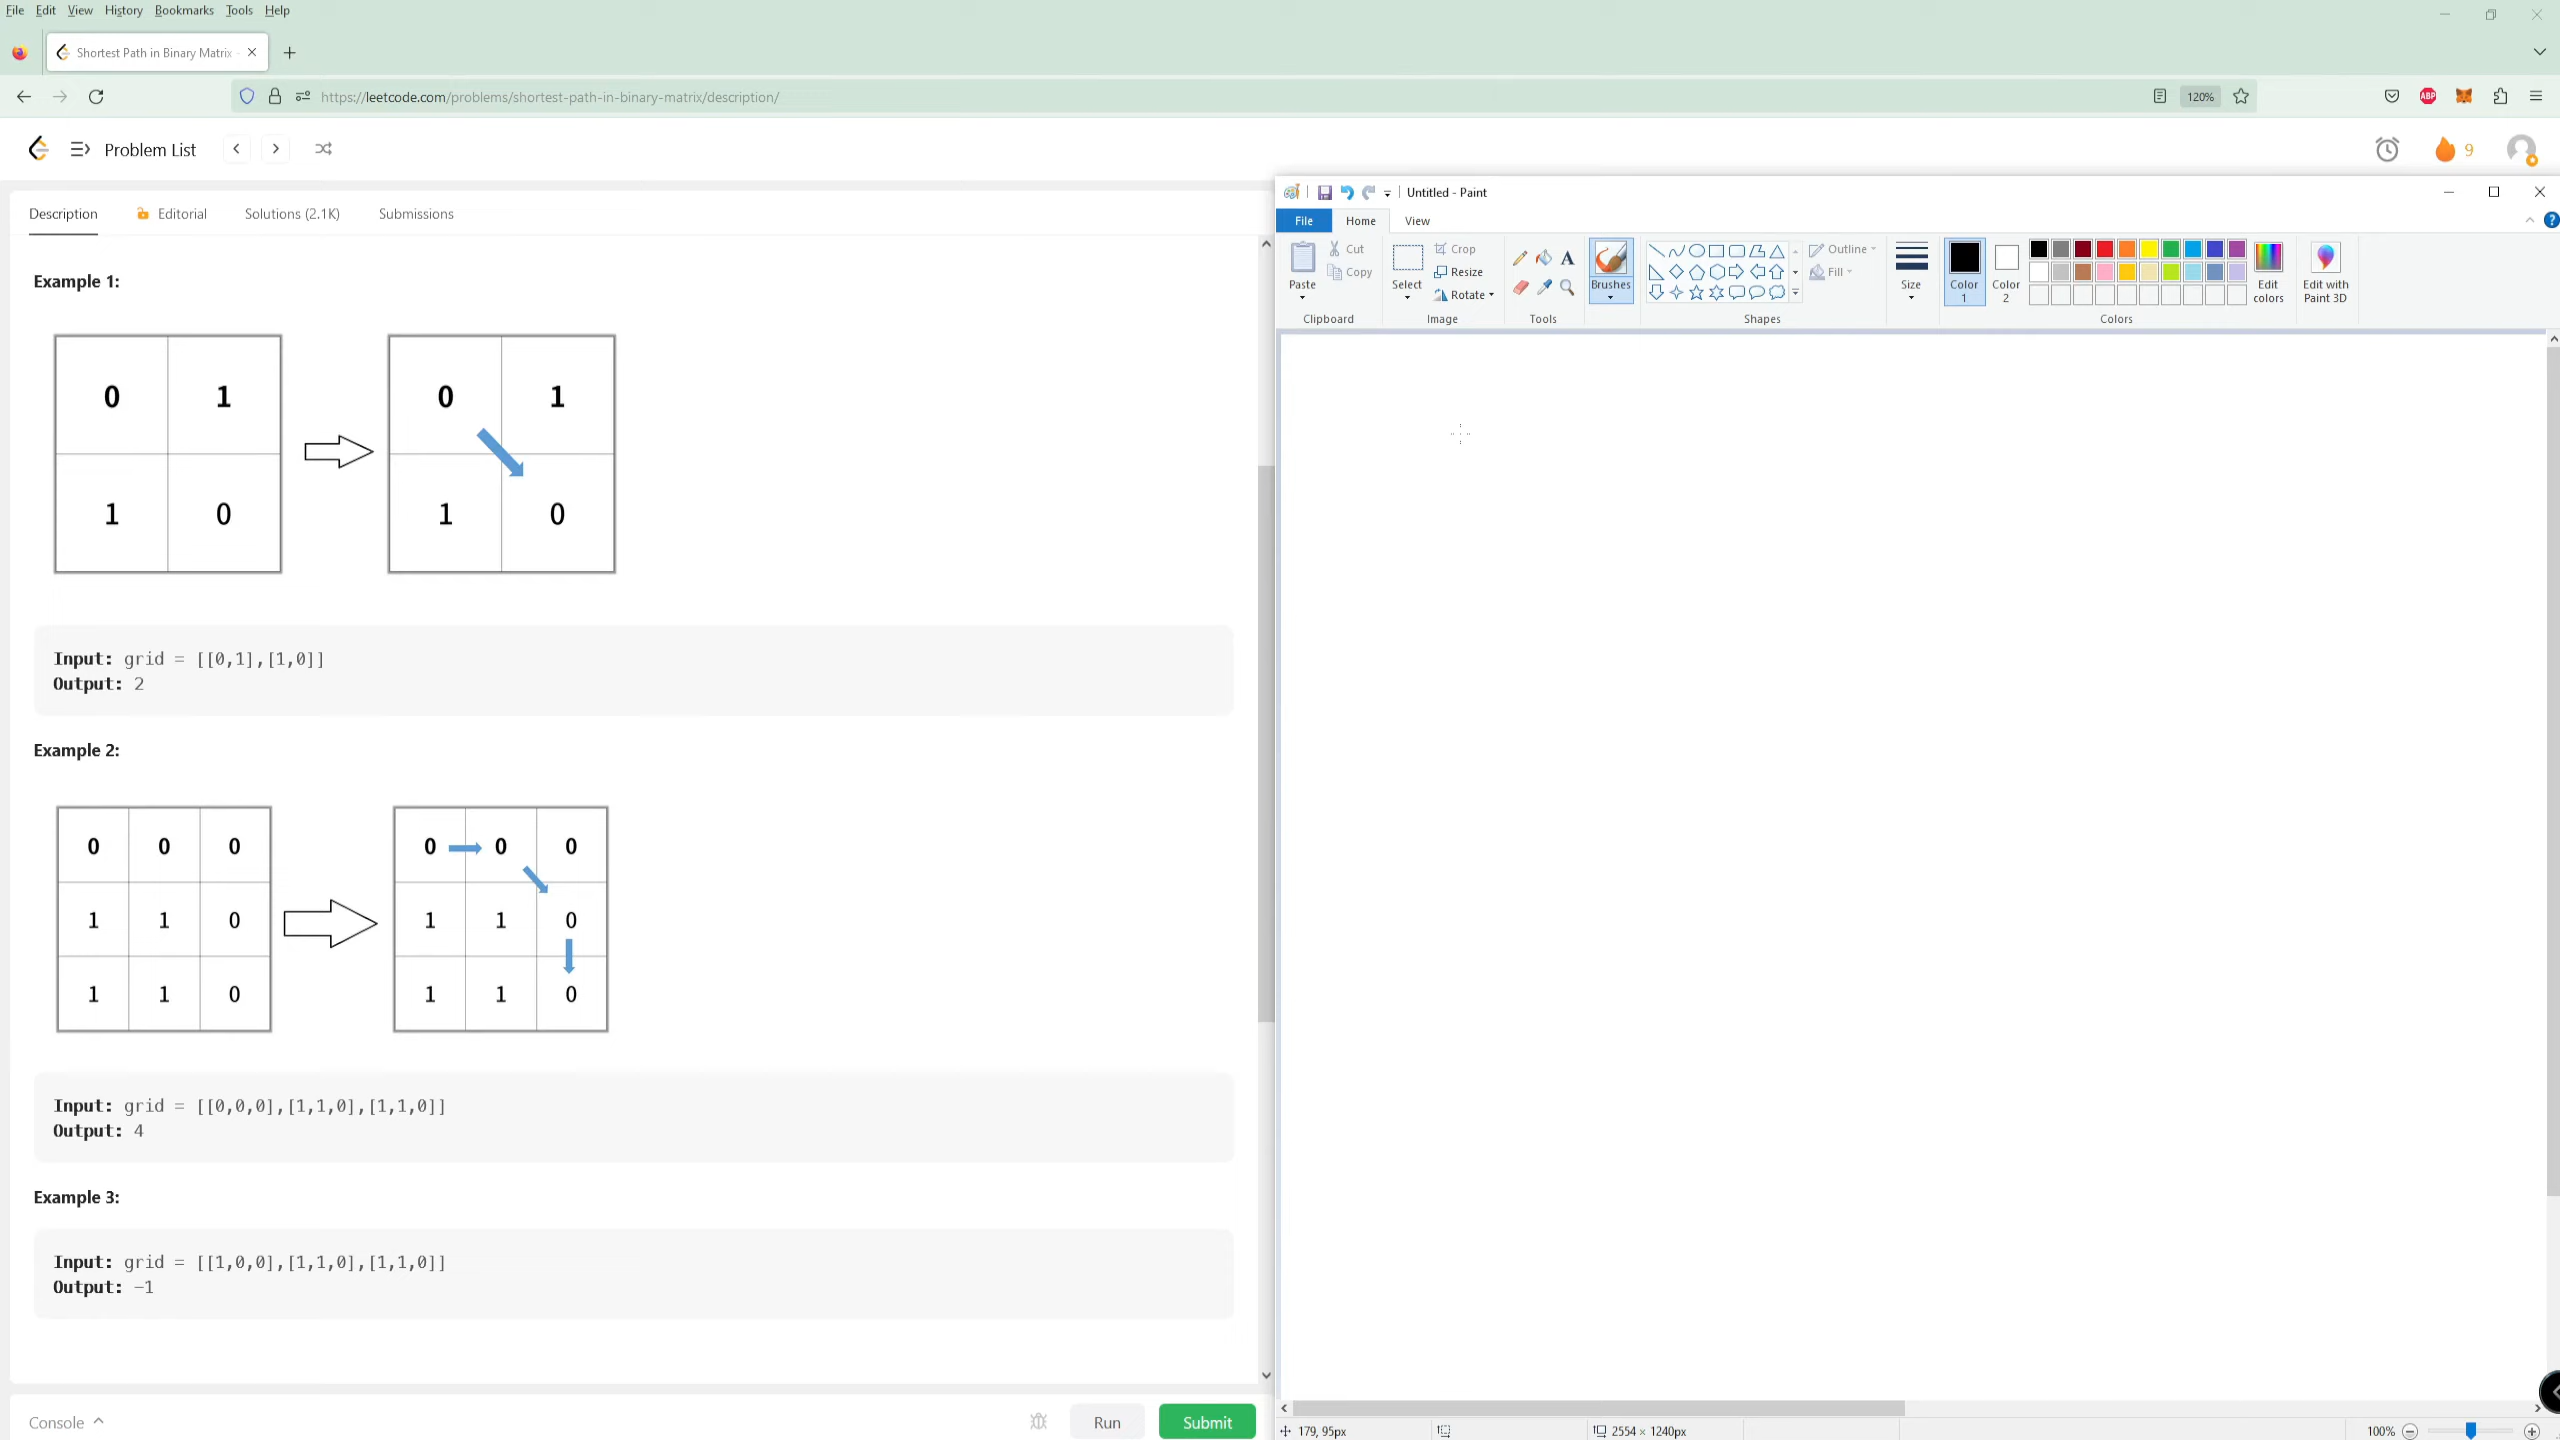 File Edit View History Bookmarks Tools Help
Shortest Path in Binary Matrix -
https://leetcode.com/problems/shortest-path-in-binary-matrix/description/
120%
ABP
Problem List
9
Description Editorial Solutions (2.1K) Submissions
Example 1:
0 1
1 0
0 1
1 0
Input: grid = [[0,1],[1,0]]
Output: 2
Example 2:
0 0 0
1 1 0
1 1 0
0 0 0
1 1 0
1 1 0
Input: grid = [[0,0,0],[1,1,0],[1,1,0]]
Output: 4
Example 3:
Input: grid = [[1,0,0],[1,1,0],[1,1,0]]
Output: -1
Console
Run
Submit
Untitled - Paint
File Home View
Paste
Cut
Copy
Clipboard
Select
Crop
Resize
Rotate
Image
A
Tools
Brushes
Outline
Fill
Shapes
Size
Color 1
Color 2
Edit colors
Edit with Paint 3D
Colors
179, 95px
2554 × 1240px
100%